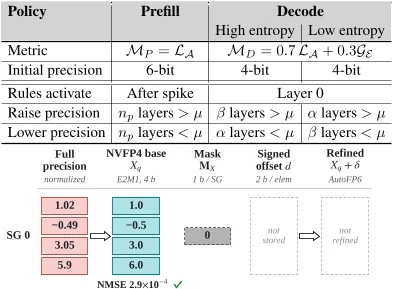 Policy Prefill Decode
High entropy Low entropy
Metric M_P = L_A M_D = 0.7 L_A + 0.3G_E
Initial precision 6-bit 4-bit 4-bit
Rules activate After spike Layer 0
Raise precision n_p layers > μ β layers > μ α layers > μ
Lower precision n_p layers < μ α layers < μ β layers < μ
Full NVFP4 base Mask Signed Refined
precision X_q M_X offset d X_q + δ
normalized E2M1, 4 b 1 b / SG 2 b / elem AutoFP6
1.02 1.0
−0.49 −0.5
SG 0 0 not stored not refined
3.05 3.0
5.9 6.0
NMSE 2.9×10⁻⁴ ✓